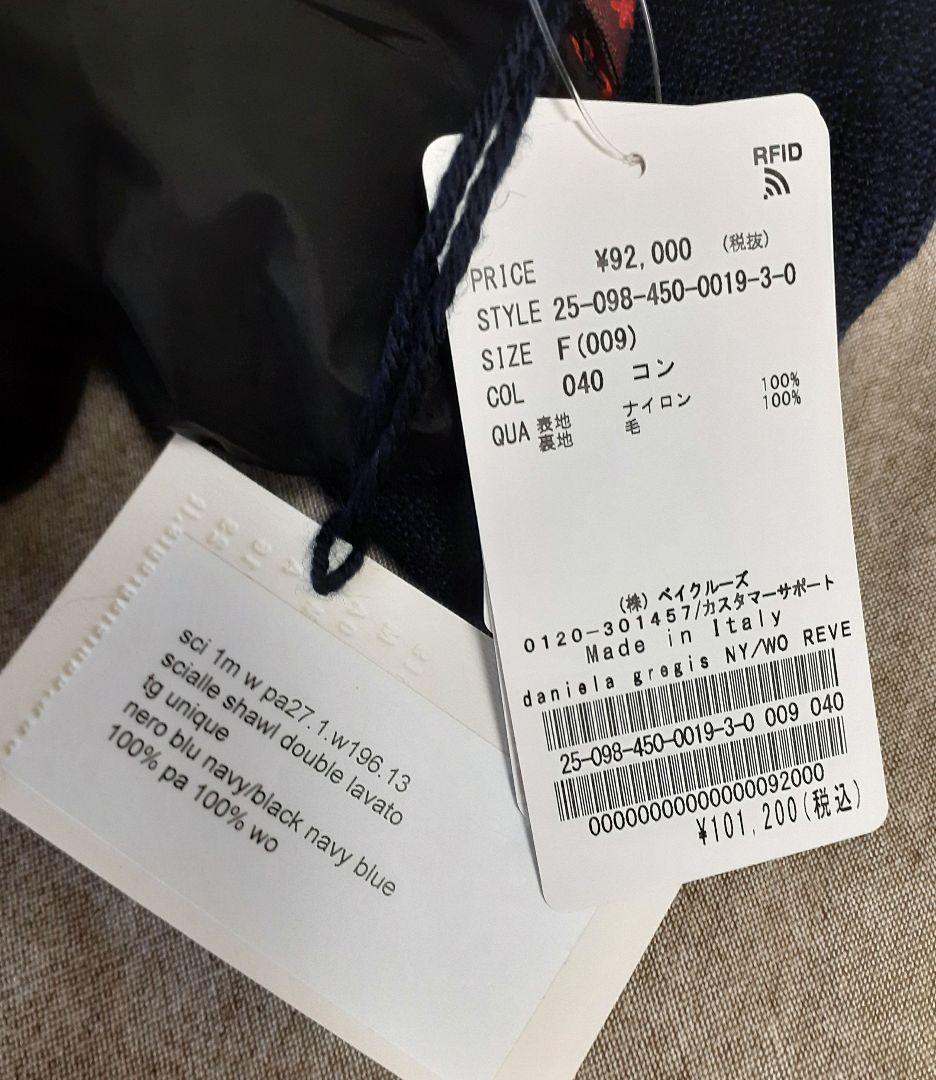 RFID
PRICE ¥92,000 (税抜)
STYLE 25-098-450-0019-3-0
SIZE F(009)
COL 040 コン
QUA 表地 ナイロン 100%
裏地 毛 100%
(株) ベイクルーズ
0120-301457/カスタマーサポート
Made in Italy
daniela gregis NY/WO REVE
25-098-450-0019-3-0 009 040
0000000000000092000
¥101,200(税込)
sci 1m w pa27.1.w196.13
scialle shawl double lavato
tg unique
nero blu navy/black navy blue
100% pa 100% wo